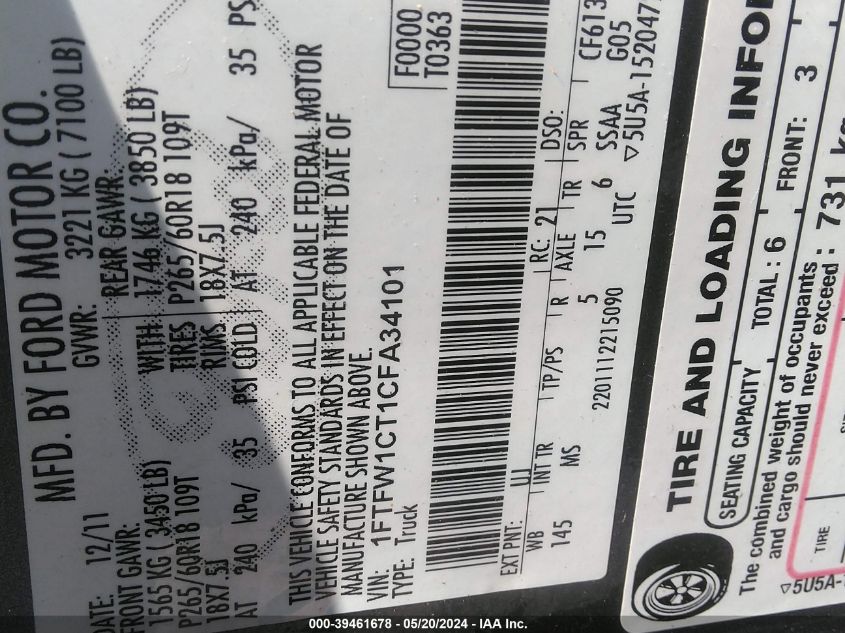 MFD. BY FORD MOTOR CO.
DATE: 12/11 GVWR: 3221 KG ( 7100 LB)
FRONT GAWR: REAR GAWR:
1565 KG ( 3450 LB) WITH 1746 KG ( 3850 LB)
P265/60R18 109T TIRES P265/60R18 109T
18X7.5J RIMS 18X7.5J
AT 240 kPa/ 35 PSI COLD AT 240 kPa/ 35 PS
THIS VEHICLE CONFORMS TO ALL APPLICABLE FEDERAL MOTOR
VEHICLE SAFETY STANDARDS IN EFFECT ON THE DATE OF
MANUFACTURE SHOWN ABOVE.
VIN: 1FTFW1CT1CFA34101
TYPE: Truck
F0000
T0363
EXT PNT: UJ RC: 21 DSO:
WB INT TR TP/PS R AXLE TR SPR CF613
145 MS 5 15 6 SSAA G05
22011112215090 UTC ▽5U5A-152047
TIRE AND LOADING INFOR
SEATING CAPACITY TOTAL : 6 FRONT: 3
The combined weight of occupants
and cargo should never exceed : 731 kg
TIRE
▽5U5A-
000-39461678 - 05/20/2024 - IAA Inc.